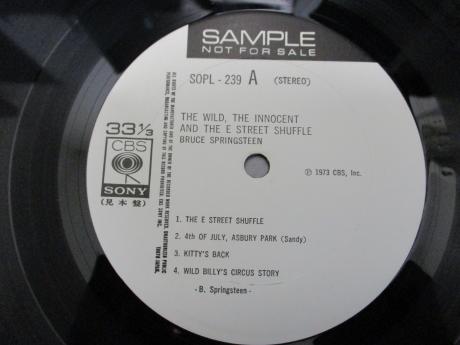 SAMPLE
NOT FOR SALE
SOPL - 239 A (STEREO)
THE WILD, THE INNOCENT
AND THE E STREET SHUFFLE
BRUCE SPRINGSTEEN
33 1/3
CBS
SONY
(見本盤)
Ⓟ 1973 CBS, Inc.
1. THE E STREET SHUFFLE
2. 4th OF JULY, ASBURY PARK (Sandy)
3. KITTY'S BACK
4. WILD BILLY'S CIRCUS STORY
- B. Springsteen -